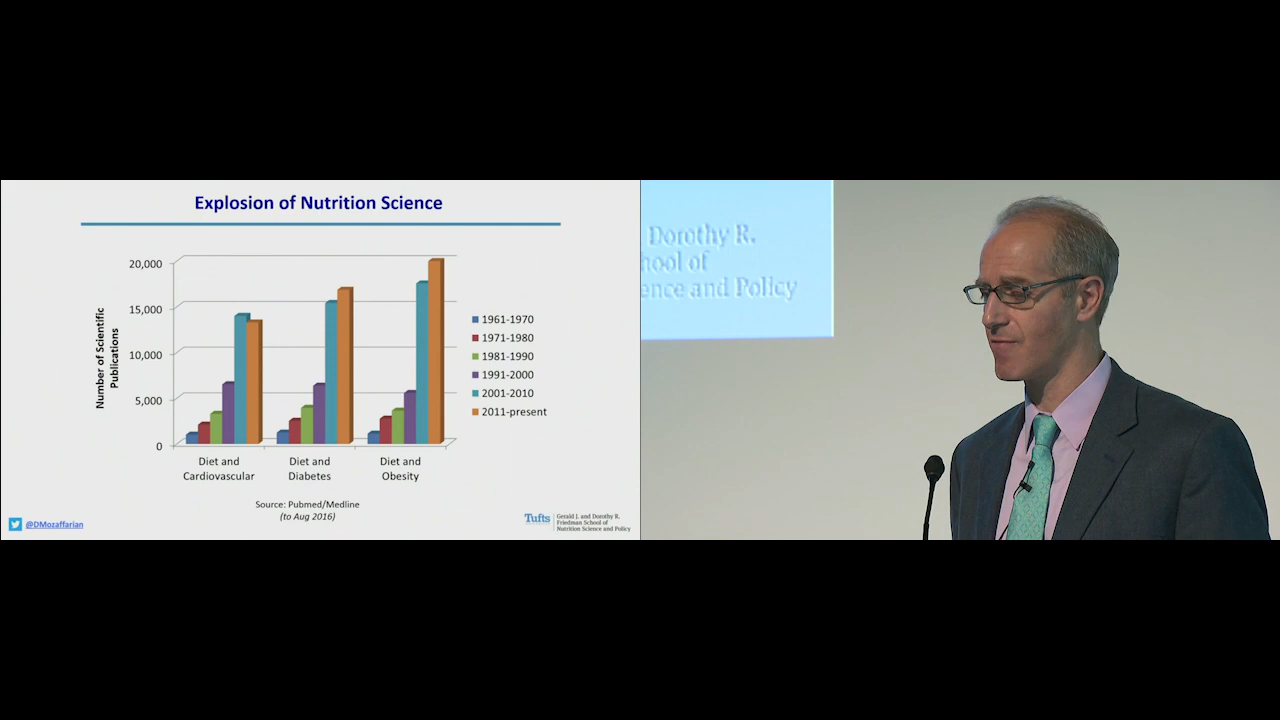 Explosion of Nutrition Science
Number of Scientific
Publications
20,000
15,000
10,000
5,000
0
1961-1970
1971-1980
1981-1990
1991-2000
2001-2010
2011-present
Diet and
Cardiovascular
Diet and
Diabetes
Diet and
Obesity
Source: Pubmed/Medline
(to Aug 2016)
@DMozaffarian
Tufts
Gerald J. and Dorothy R.
Friedman School of
Nutrition Science and Policy
Dorothy R.
hool of
ence and Policy